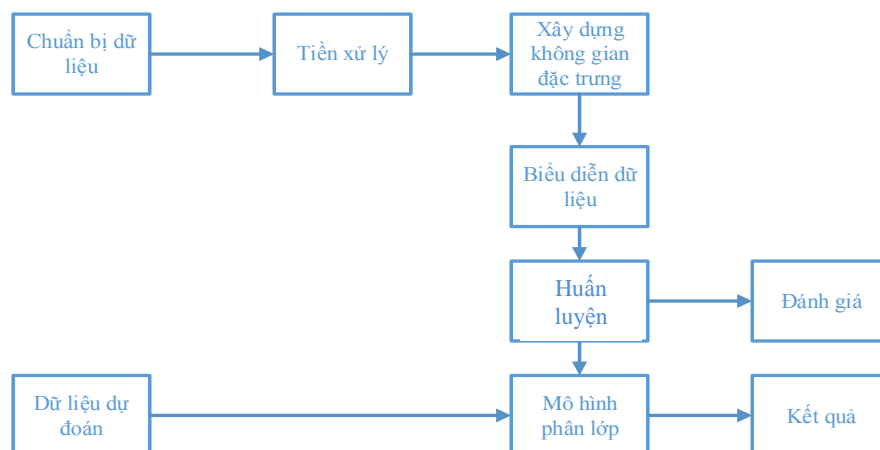 Chuẩn bị dữ
liệu
Tiền xử lý
Xây dựng
không gian
đặc trưng
Biểu diễn dữ
liệu
Huấn
luyện
Đánh giá
Dữ liệu dự
đoán
Mô hình
phân lớp
Kết quả